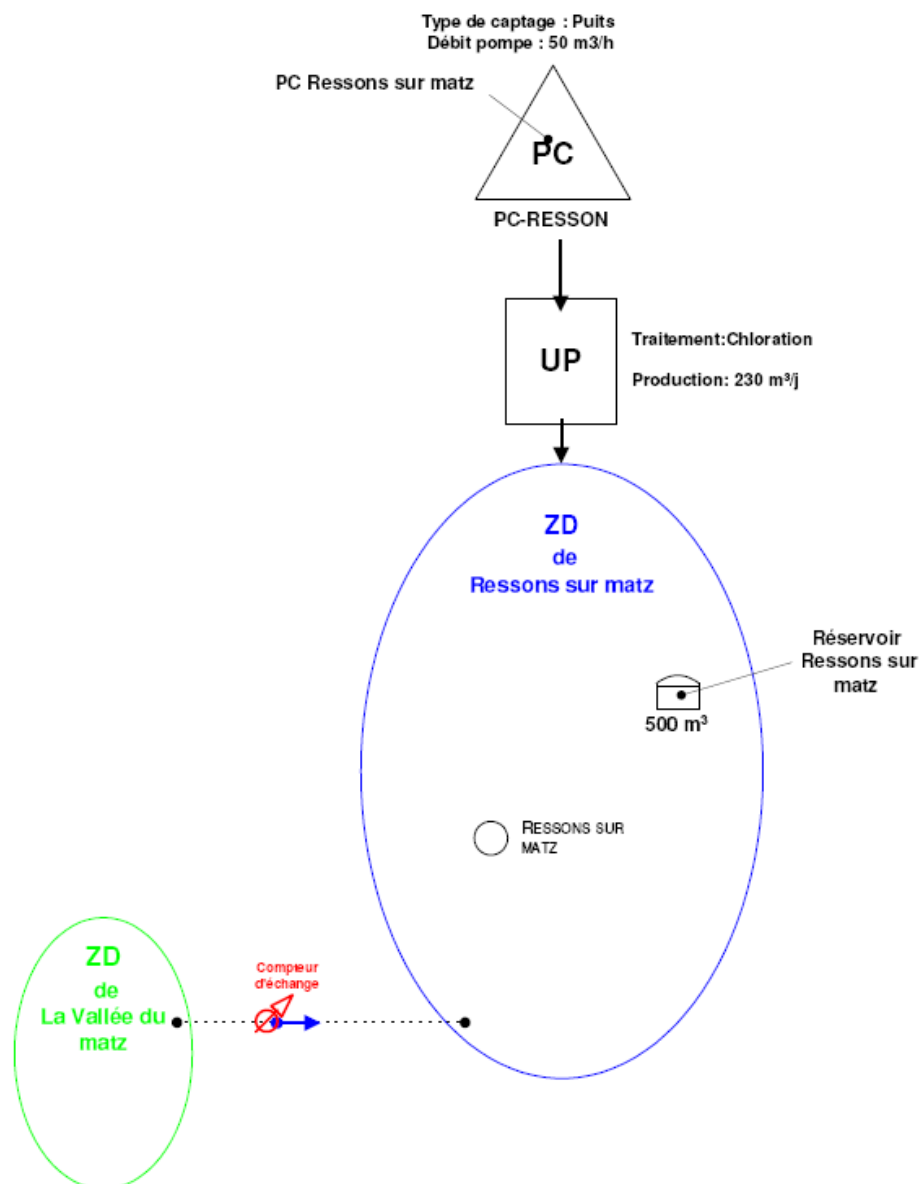 Type de captage : Puits
Débit pompe : 50 m3/h
PC Ressons sur matz
PC
PC-RESSON
UP
Traitement:Chloration
Production: 230 m³/j
ZD
de
Ressons sur matz
Réservoir
Ressons sur
matz
500 m³
RESSONS SUR
MATZ
ZD
de
La Vallée du
matz
Compteur
d'échange